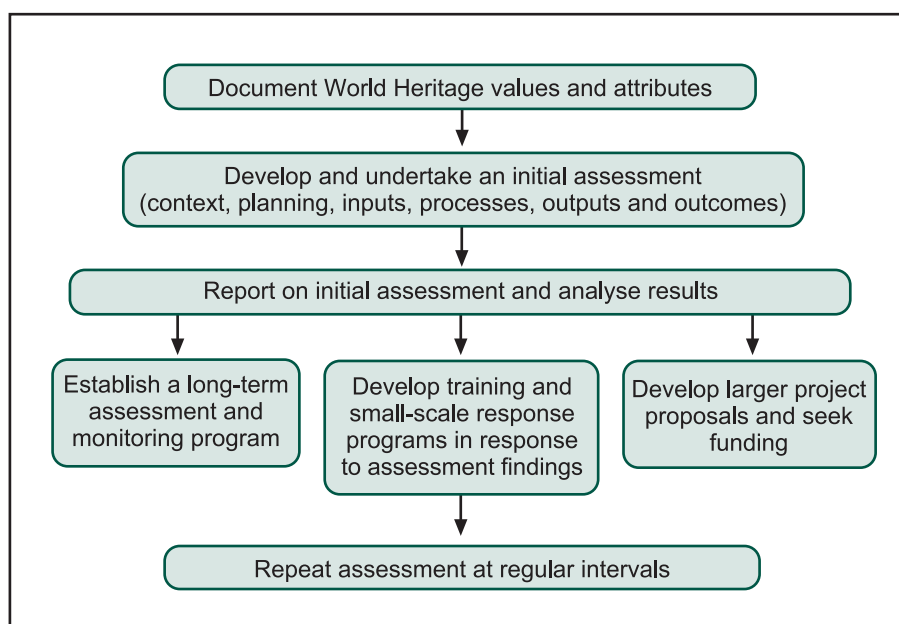 Document World Heritage values and attributes
Develop and undertake an initial assessment
(context, planning, inputs, processes, outputs and outcomes)
Report on initial assessment and analyse results
Establish a long-term
assessment and
monitoring program
Develop training and
small-scale response
programs in response
to assessment findings
Develop larger project
proposals and seek
funding
Repeat assessment at regular intervals